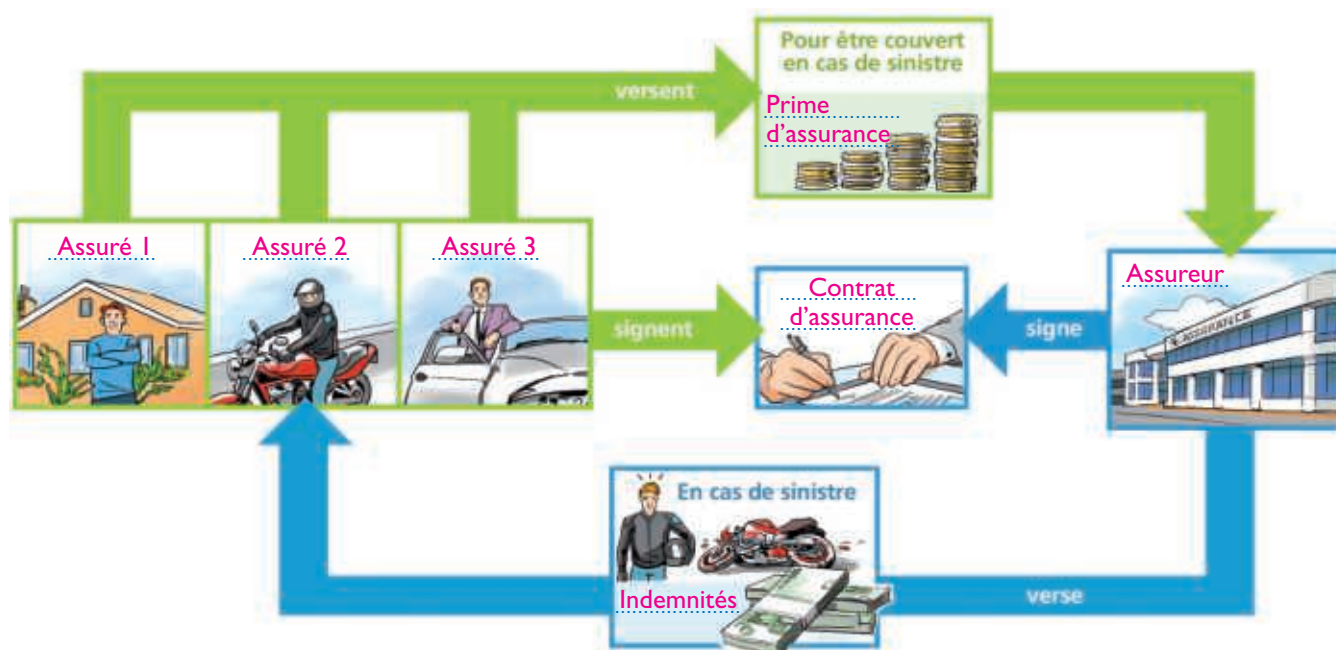 Pour être couvert
en cas de sinistre
versent
Prime
d'assurance
Assuré 1
Assuré 2
Assuré 3
signent
Contrat
d'assurance
signe
Assureur
ASSURANCE
En cas de sinistre
Indemnités
verse